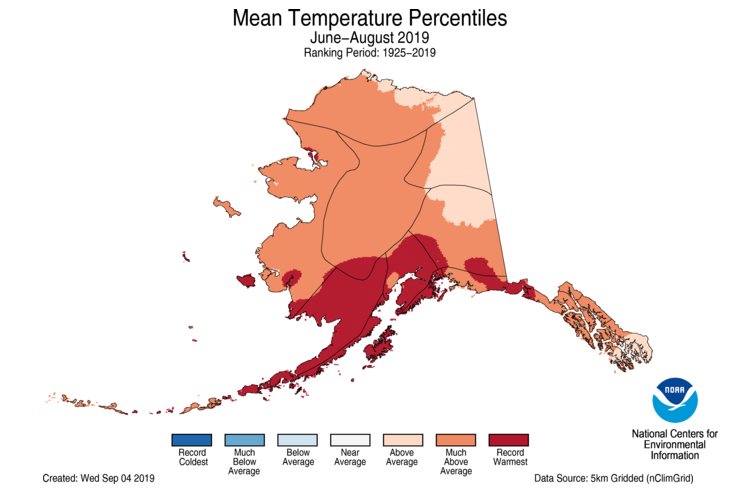 Mean Temperature Percentiles
June–August 2019
Ranking Period: 1925–2019
NOAA
National Centers for
Environmental
Information
Record
Coldest
Much
Below
Average
Below
Average
Near
Average
Above
Average
Much
Above
Average
Record
Warmest
Created: Wed Sep 04 2019
Data Source: 5km Gridded (nClimGrid)